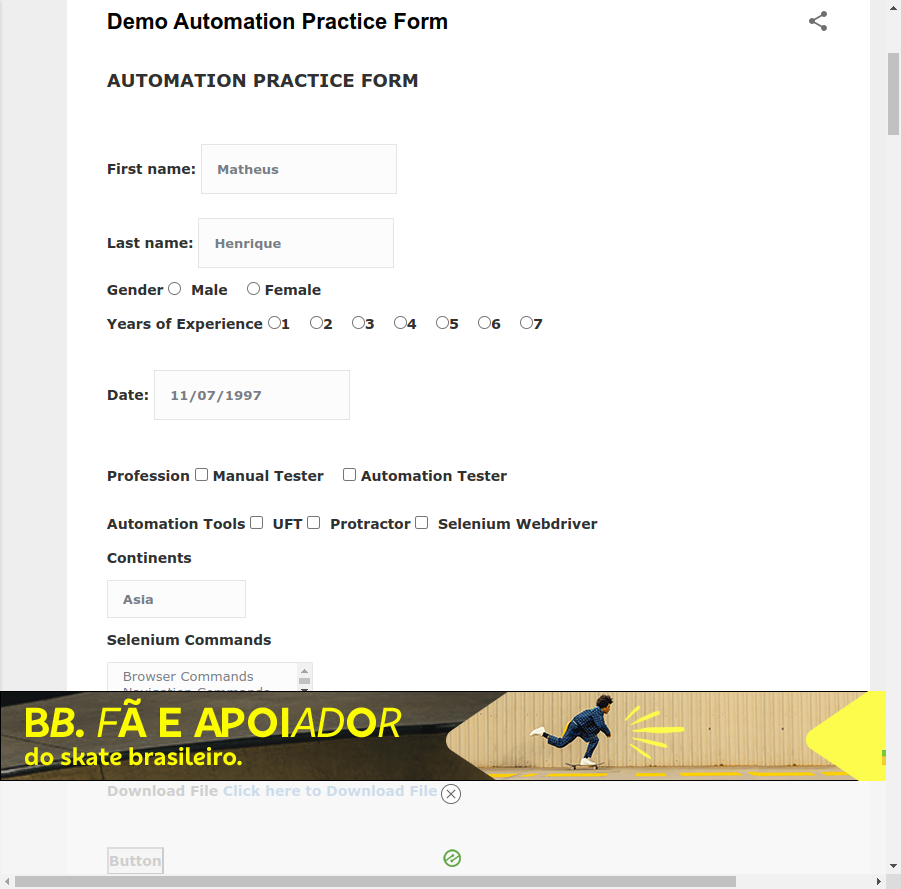 Demo Automation Practice Form
AUTOMATION PRACTICE FORM
First name: Matheus
Last name: Henrique
Gender Male Female
Years of Experience 1 2 3 4 5 6 7
Date: 11/07/1997
Profession Manual Tester Automation Tester
Automation Tools UFT Protractor Selenium Webdriver
Continents
Asia
Selenium Commands
Browser Commands
Navigation Commands
BB. FÃ E APOIADOR
do skate brasileiro.
Download File Click here to Download File
Button